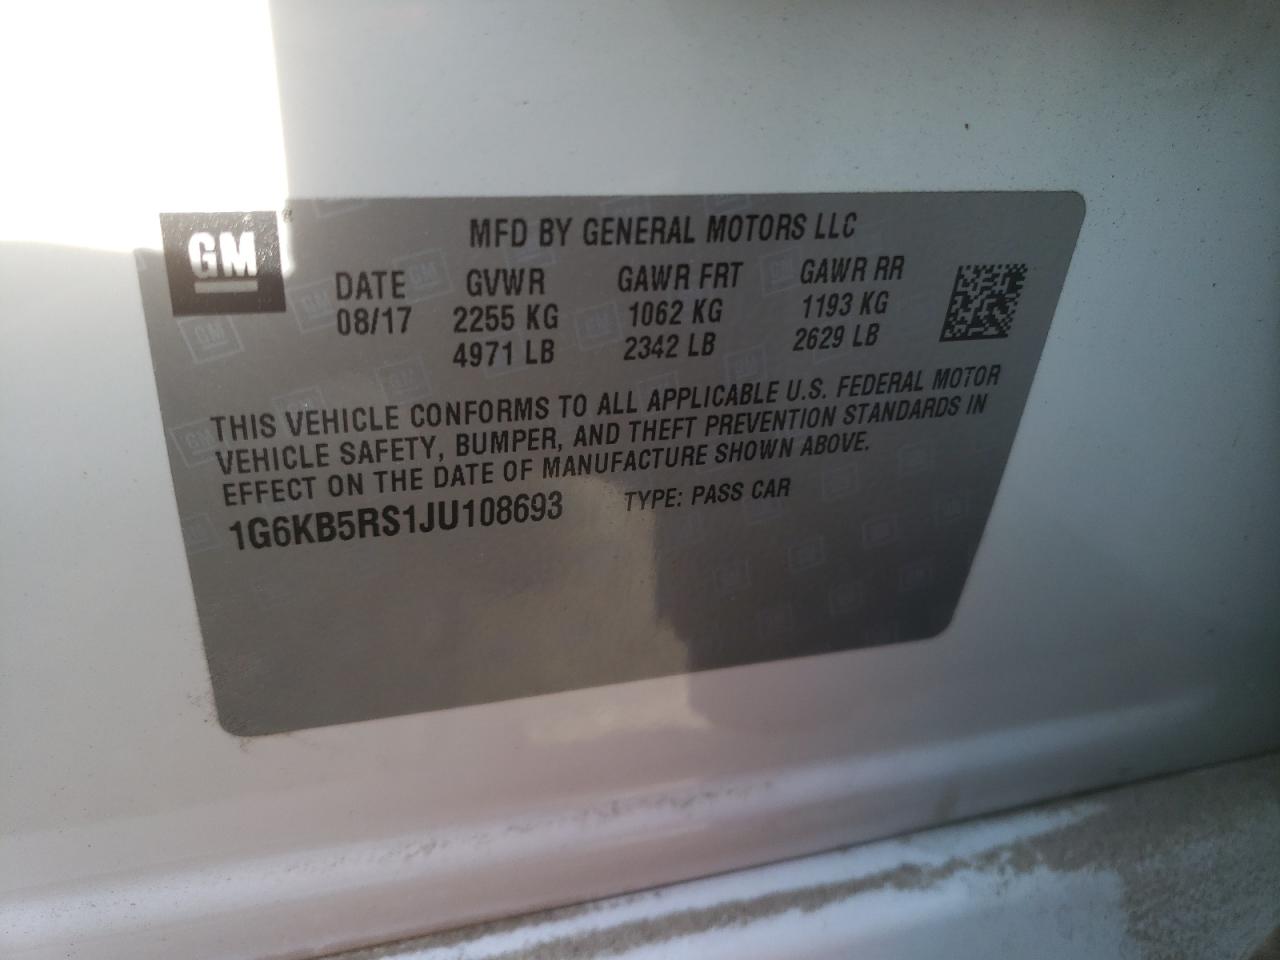 GM
MFD BY GENERAL MOTORS LLC
DATE GVWR GAWR FRT GAWR RR
08/17 2255 KG 1062 KG 1193 KG
4971 LB 2342 LB 2629 LB
THIS VEHICLE CONFORMS TO ALL APPLICABLE U.S. FEDERAL MOTOR
VEHICLE SAFETY, BUMPER, AND THEFT PREVENTION STANDARDS IN
EFFECT ON THE DATE OF MANUFACTURE SHOWN ABOVE.
1G6KB5RS1JU108693 TYPE: PASS CAR